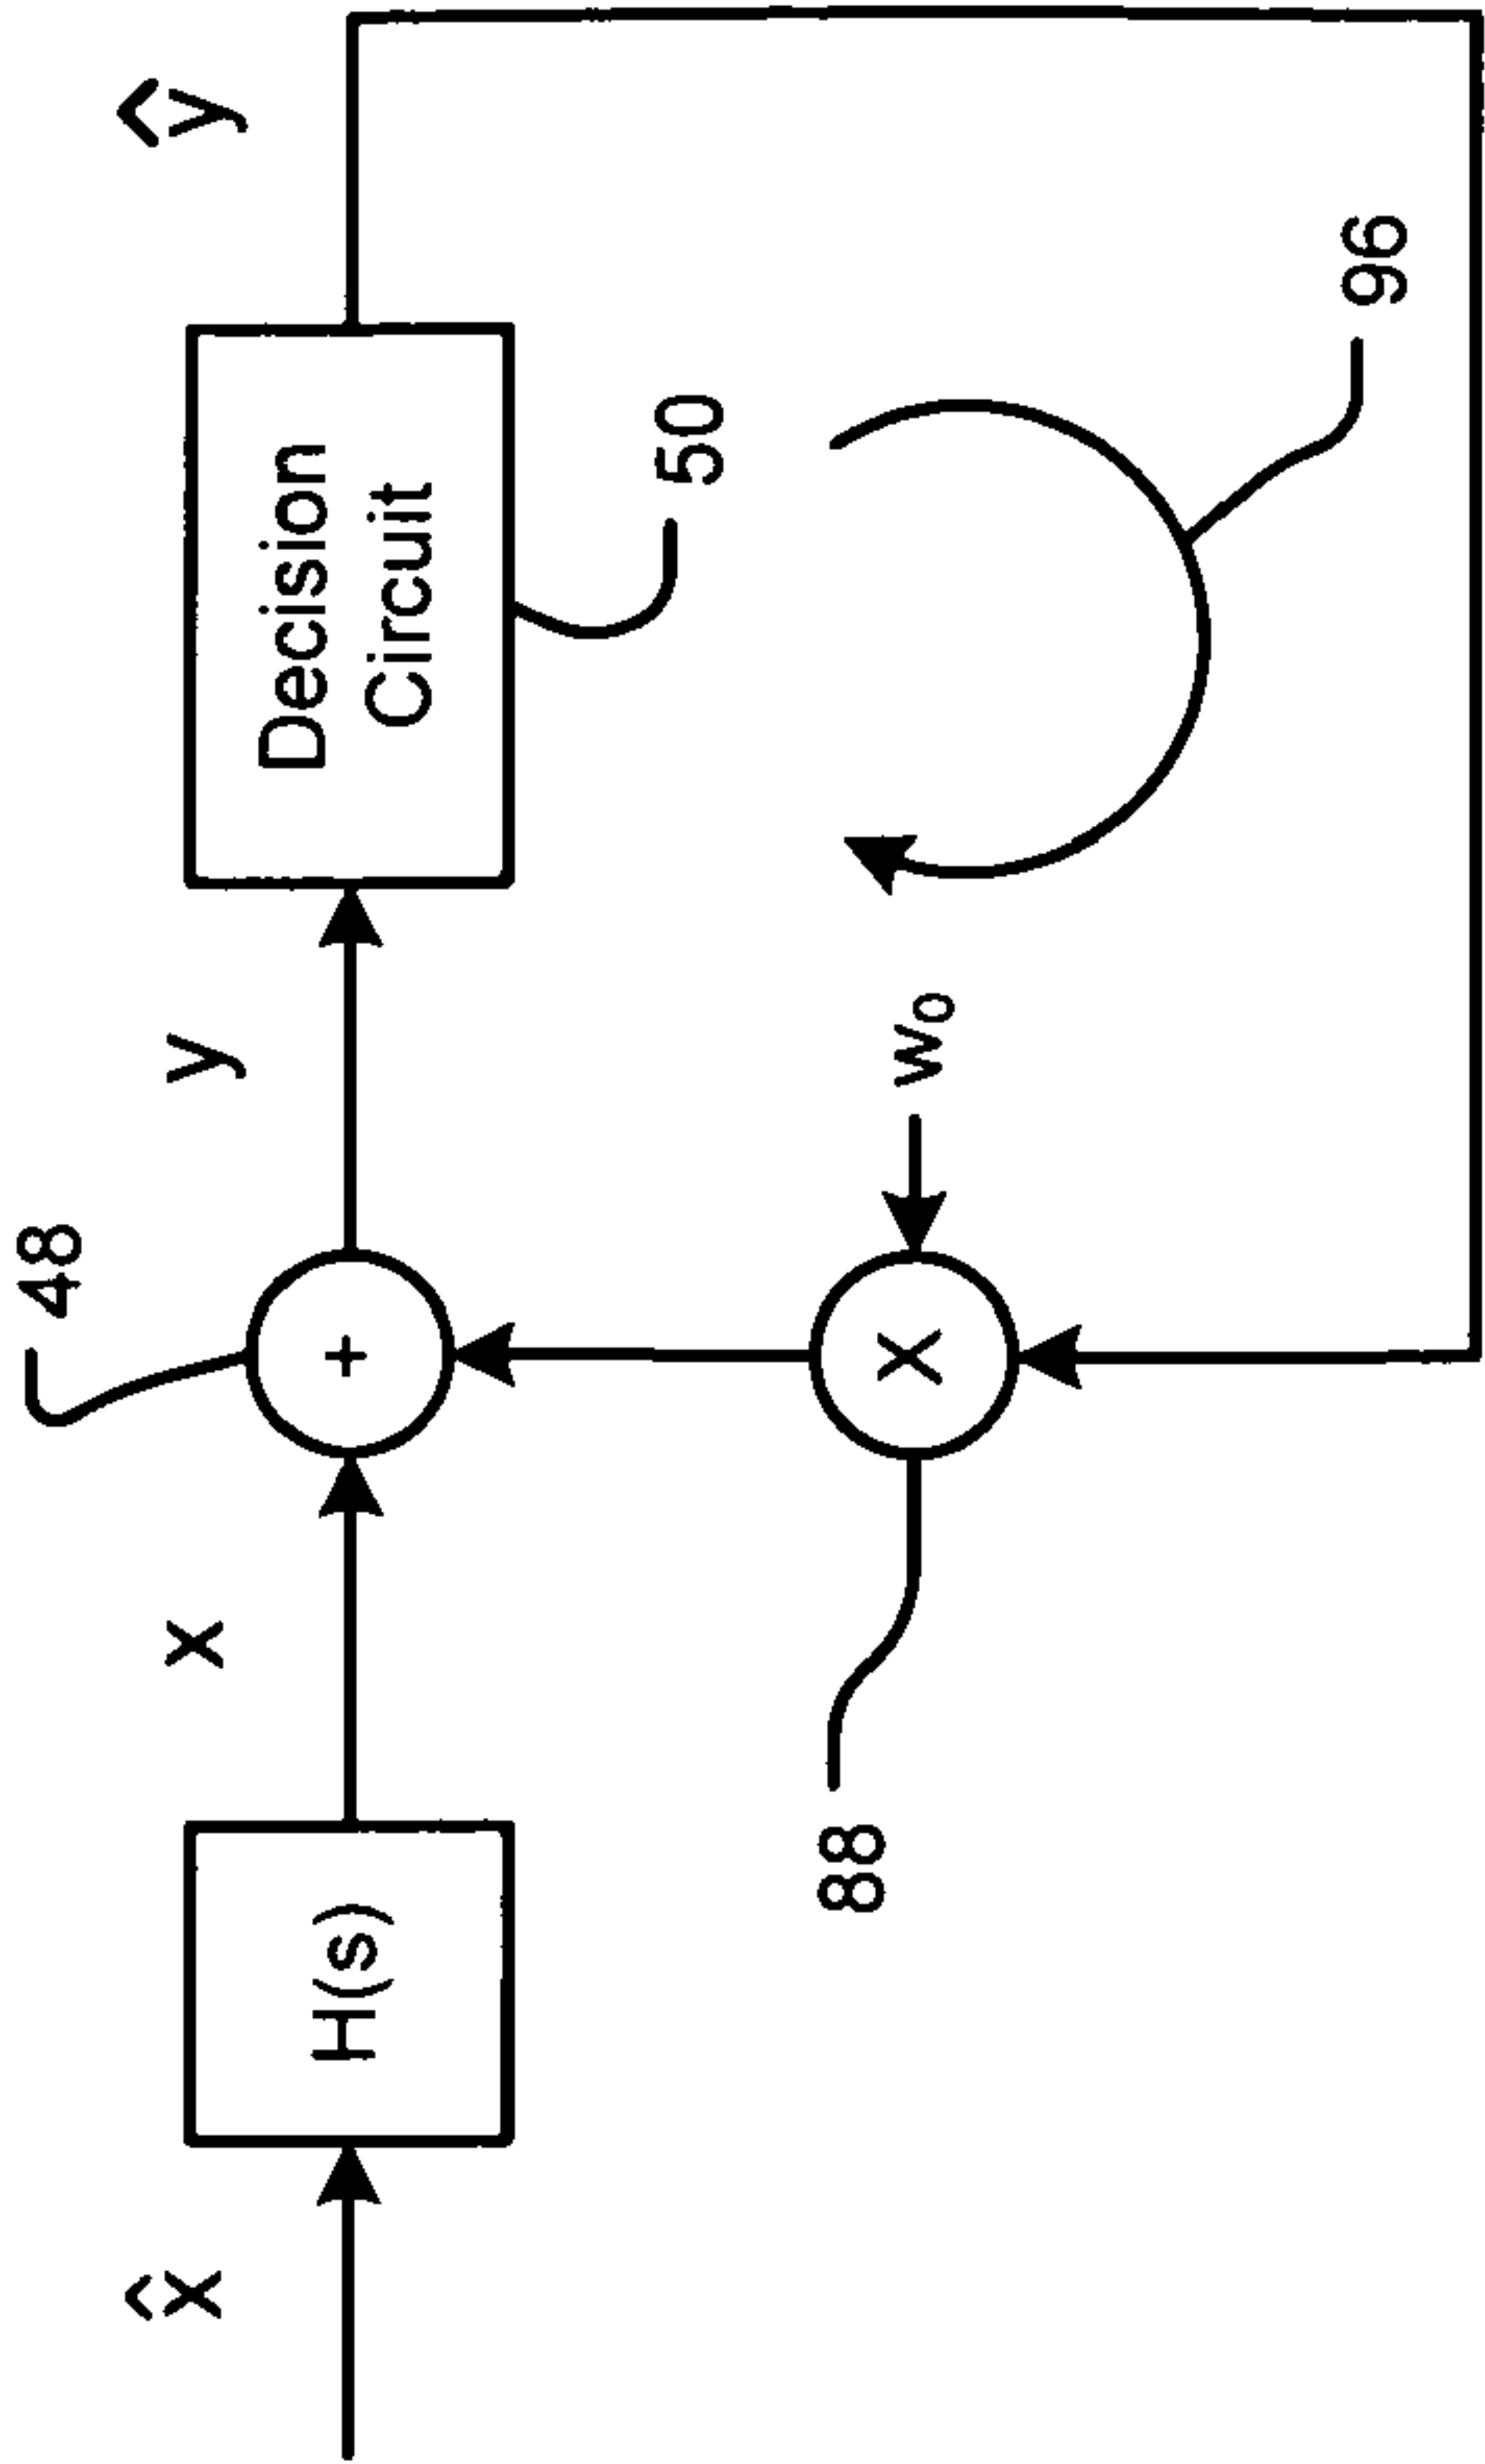 x̂
H(s)
x
48
+
y
Decision
Circuit
ŷ
50
88
X
w₀
96